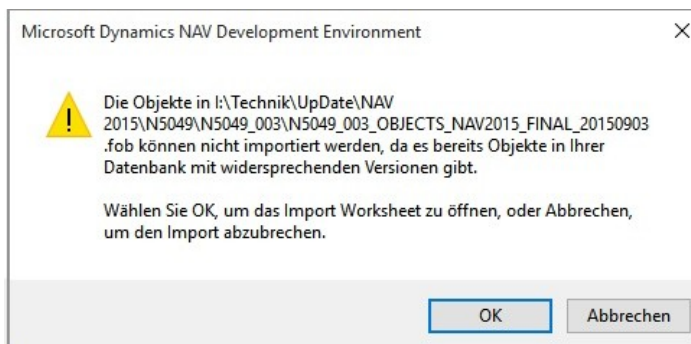 Microsoft Dynamics NAV Development Environment
Die Objekte in I:\Technik\UpDate\NAV
2015\N5049\N5049_003\N5049_003_OBJECTS_NAV2015_FINAL_20150903
.fob können nicht importiert werden, da es bereits Objekte in Ihrer
Datenbank mit widersprechenden Versionen gibt.
Wählen Sie OK, um das Import Worksheet zu öffnen, oder Abbrechen,
um den Import abzubrechen.
OK Abbrechen